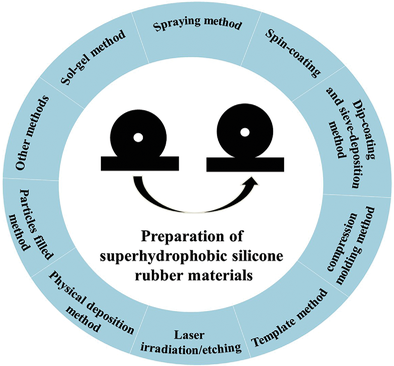 Spraying method
Spin-coating
Dip-coating
and sieve-deposition
method
compression
molding method
Template method
Laser
irradiation/etching
Physical deposition
method
Particles filled
method
Other methods
Sol-gel method
Preparation of
superhydrophobic silicone
rubber materials